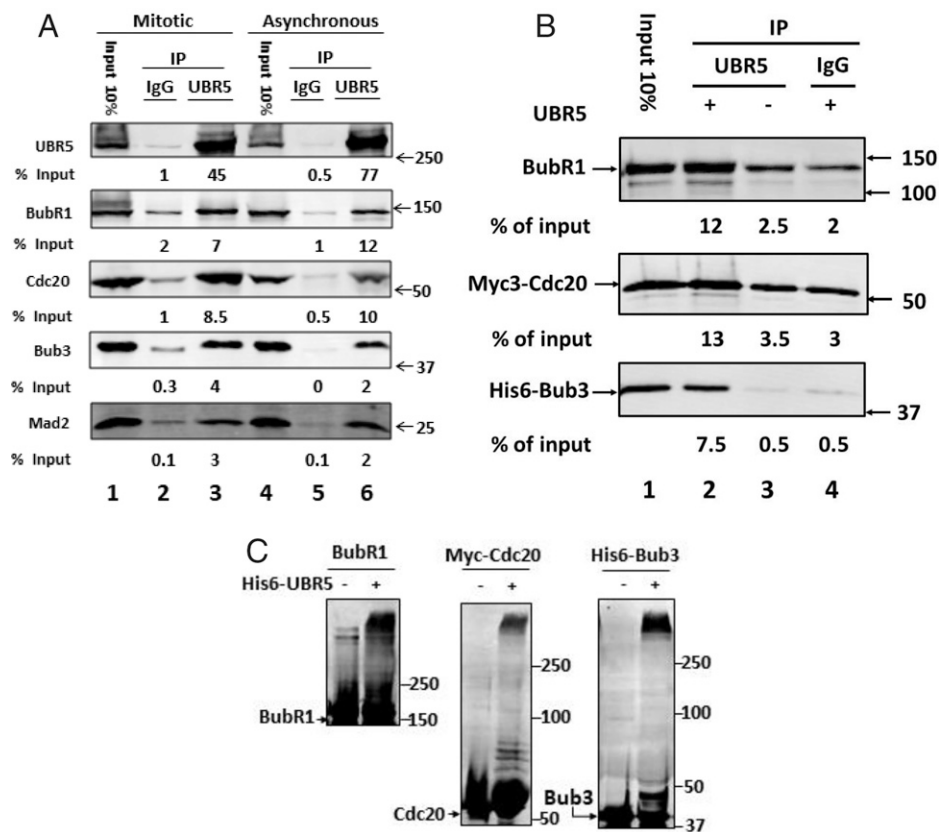 A
Mitotic Asynchronous
Input 10% IP Input 10% IP
IgG UBR5 IgG UBR5
UBR5 250
% Input 1 45 0.5 77
BubR1 150
% Input 2 7 1 12
Cdc20 50
% Input 1 8.5 0.5 10
Bub3 37
% Input 0.3 4 0 2
Mad2 25
% Input 0.1 3 0.1 2
1 2 3 4 5 6
B
Input 10% IP
UBR5 IgG
UBR5 + - +
BubR1 150
100
% of input 12 2.5 2
Myc3-Cdc20 50
% of input 13 3.5 3
His6-Bub3 37
% of input 7.5 0.5 0.5
1 2 3 4
C
BubR1 Myc-Cdc20 His6-Bub3
His6-UBR5 - + - + - +
250
150
BubR1
250
100
50
Cdc20
250
100
50
37
Bub3